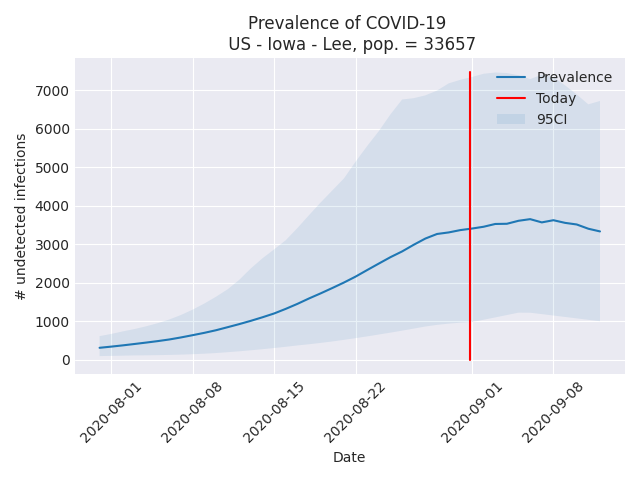 Prevalence of COVID-19
US - Iowa - Lee, pop. = 33657
Prevalence
Today
95CI
7000
6000
5000
4000
3000
2000
1000
0
# undetected infections
2020-08-01
2020-08-08
2020-08-15
2020-08-22
2020-09-01
2020-09-08
Date